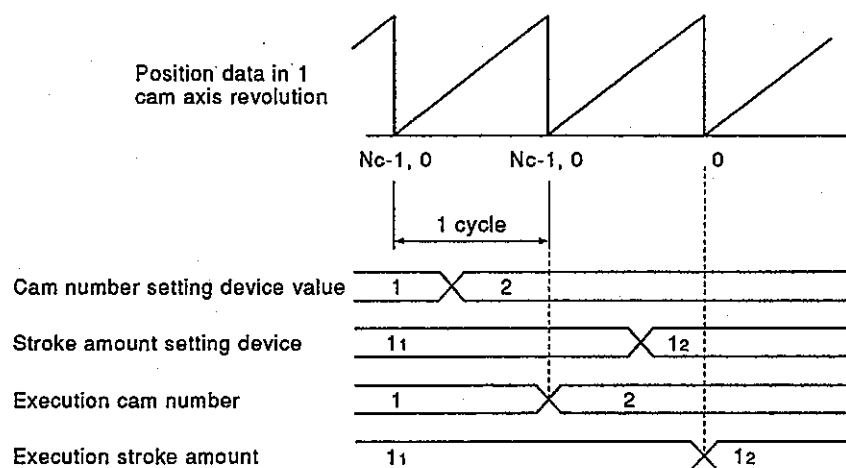 Position data in 1
cam axis revolution
Nc-1, 0 Nc-1, 0 0
1 cycle
Cam number setting device value 1 2
Stroke amount setting device 11 12
Execution cam number 1 2
Execution stroke amount 11 12